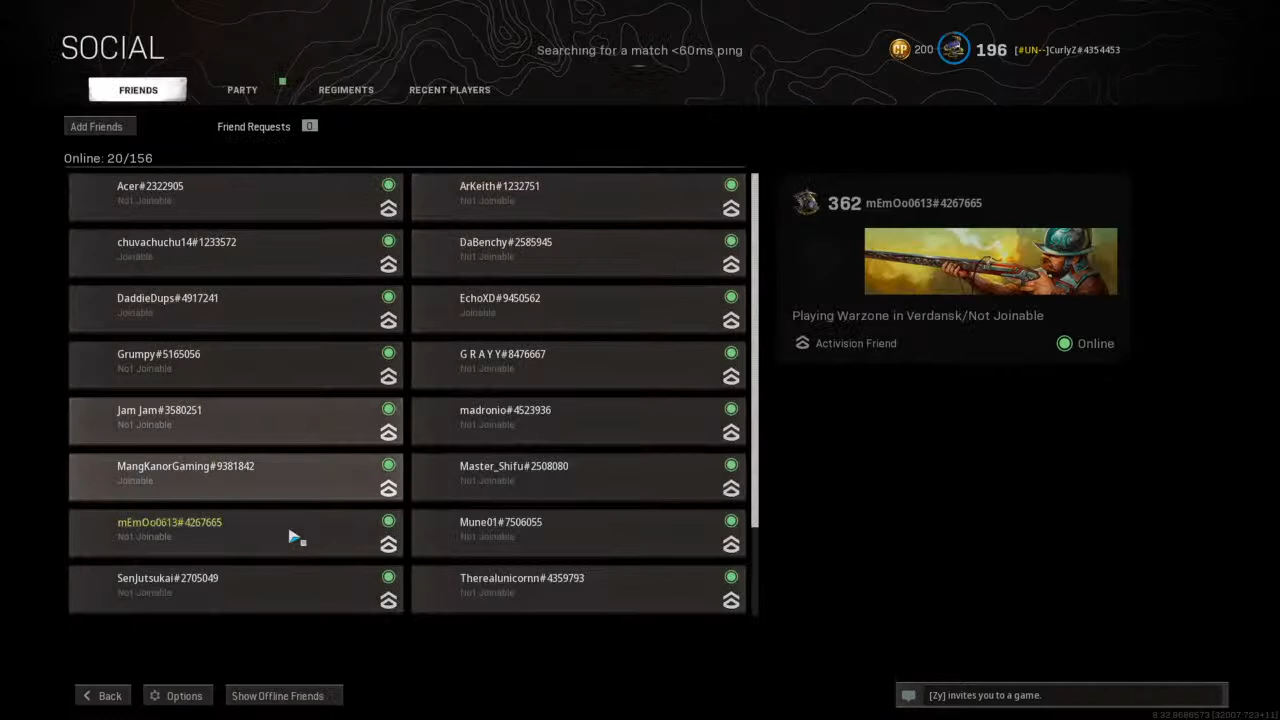 SOCIAL
Searching for a match <60ms ping
200 196 [#UN--]CurlyZ#4354453
FRIENDS PARTY REGIMENTS RECENT PLAYERS
Add Friends Friend Requests 0
Online: 20/156
Acer#2322905
Not Joinable
ArKeith#1232751
Not Joinable
chuvachuchu14#1233572
Joinable
DaBenchy#2585945
Not Joinable
DaddieDups#4917241
Joinable
EchoXD#9450562
Joinable
Grumpy#5165056
Not Joinable
G R A Y Y#8476667
Not Joinable
Jam Jam#3580251
Not Joinable
madronio#4523936
Not Joinable
MangKanorGaming#9381842
Joinable
Master_Shifu#2508080
Not Joinable
mEmOo0613#4267665
Not Joinable
Mune01#7506055
Not Joinable
SenJutsukai#2705049
Not Joinable
Therealunicornn#4359793
Not Joinable
362 mEmOo0613#4267665
Playing Warzone in Verdansk/Not Joinable
Activision Friend Online
Back Options Show Offline Friends
[Zy] invites you to a game.